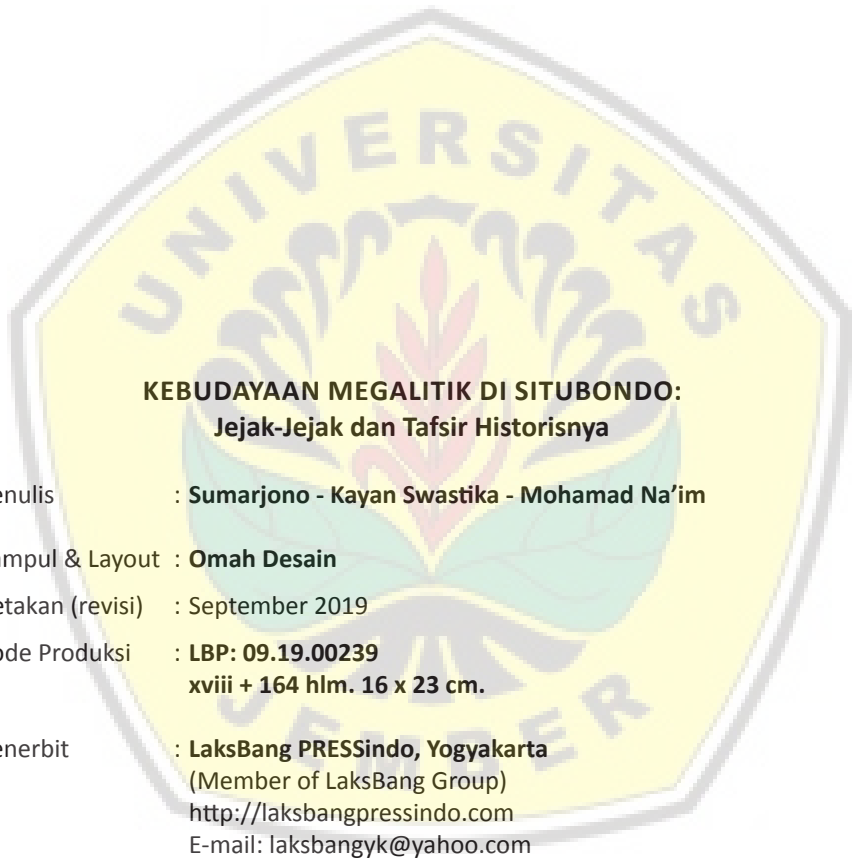 UNIVERSITAS
KEBUDAYAAN MEGALITIK DI SITUBONDO:
Jejak-Jejak dan Tafsir Historisnya
enulis : Sumarjono - Kayan Swastika - Mohamad Na'im
ampul & Layout : Omah Desain
etakan (revisi) : September 2019
ode Produksi : LBP: 09.19.00239
xviii + 164 hlm. 16 x 23 cm.
enerbit : LaksBang PRESSindo, Yogyakarta
(Member of LaksBang Group)
http://laksbangpressindo.com
E-mail: laksbangyk@yahoo.com
JEMBER